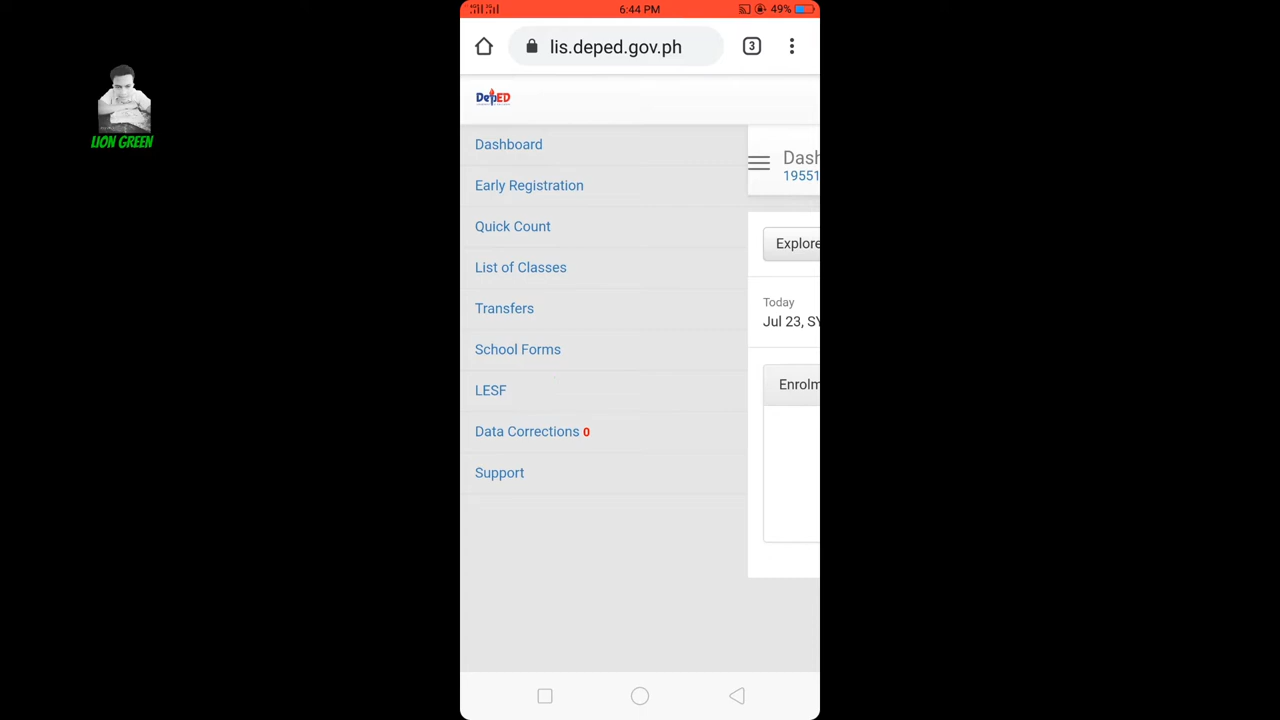 6:44 PM
49%
lis.deped.gov.ph
3
DepED
LION GREEN
Dashboard
Early Registration
Quick Count
List of Classes
Transfers
School Forms
LESF
Data Corrections 0
Support
Dash
19551
Explore
Today
Jul 23, SY
Enrolm